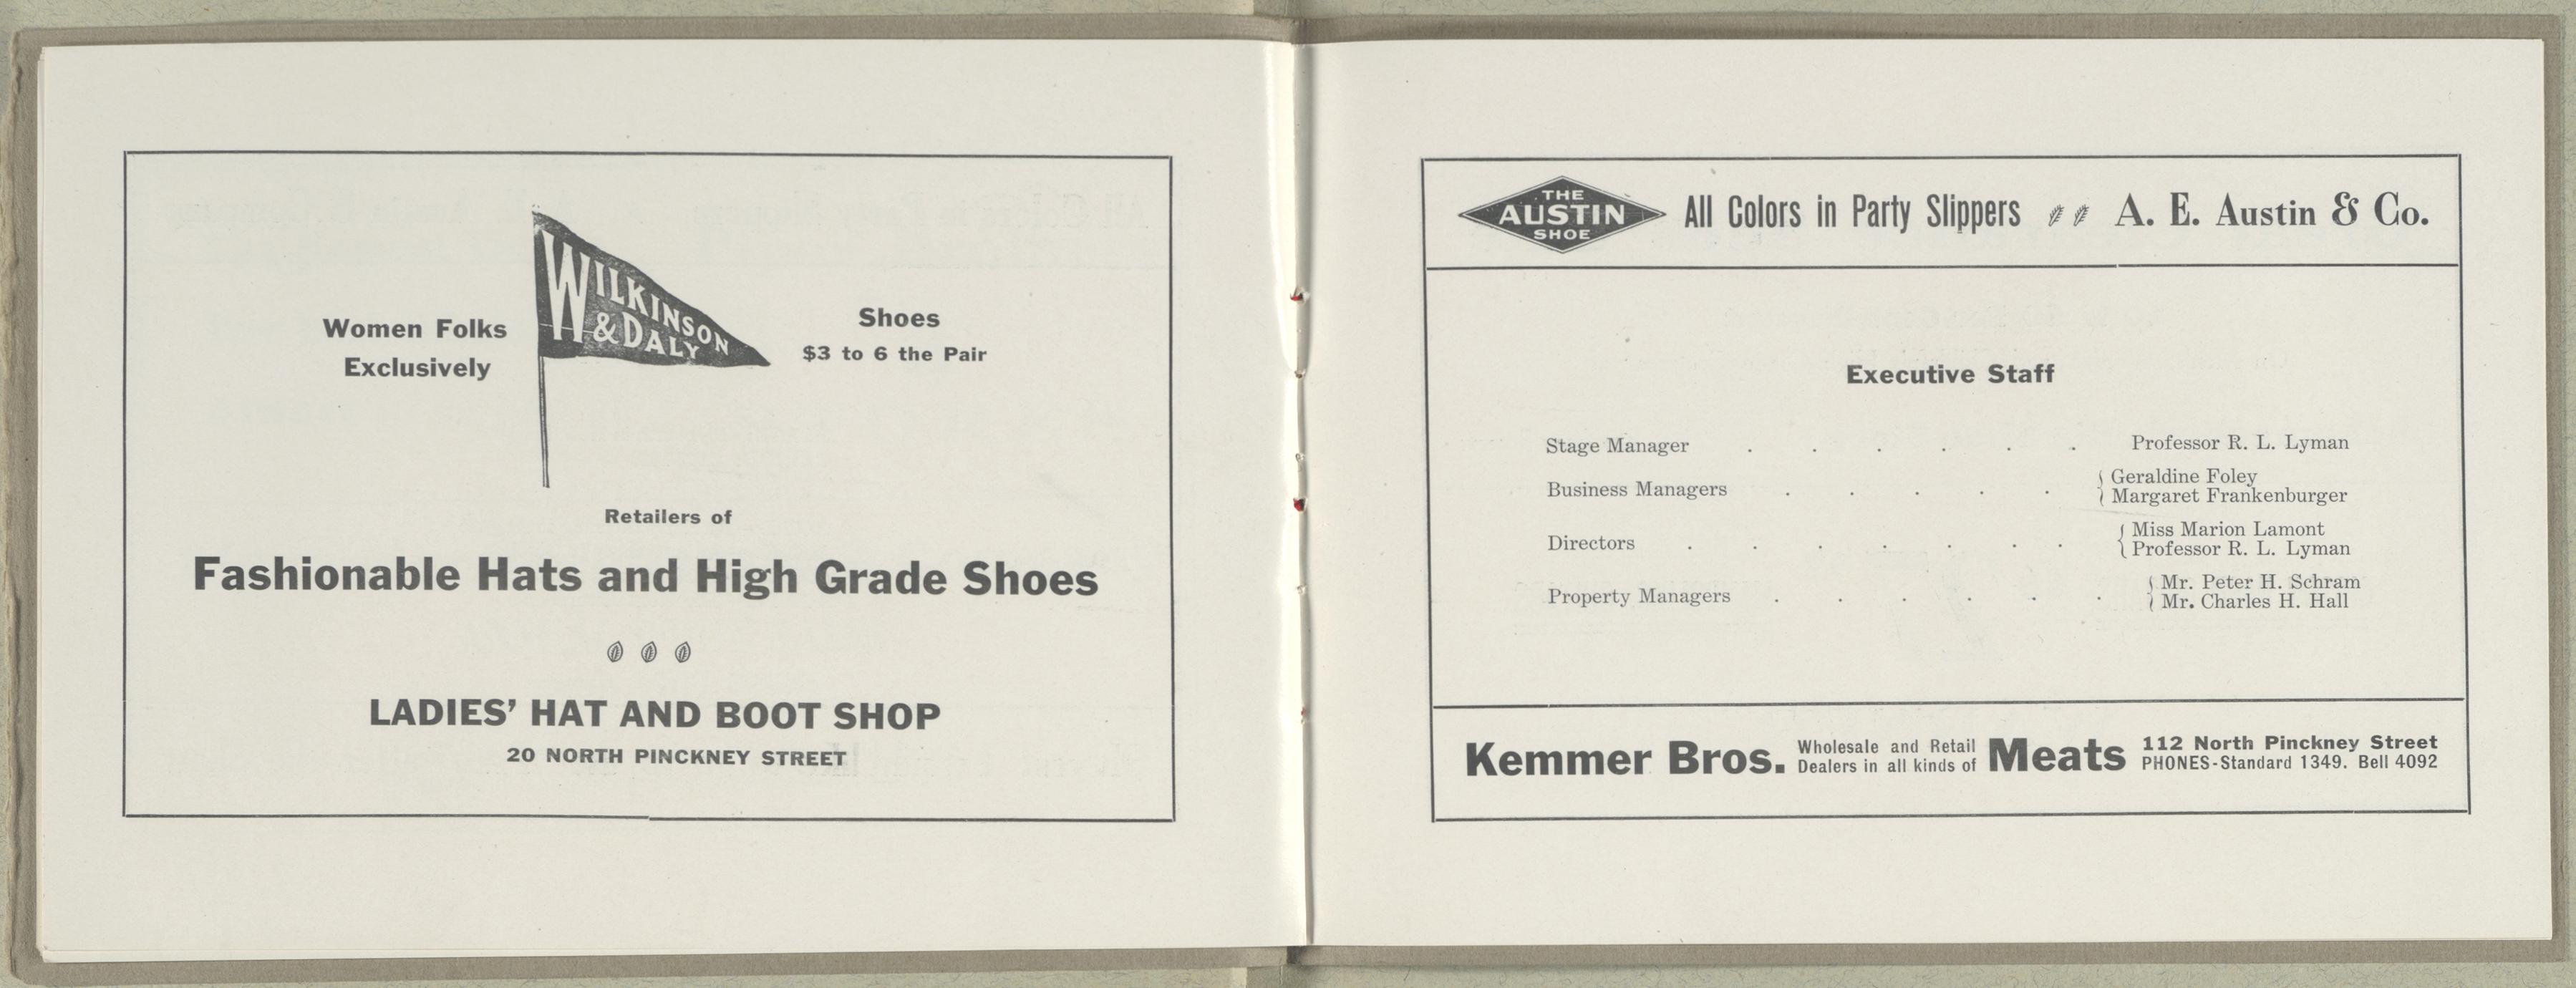 WILKINSON
& DALY
Women Folks
Exclusively
Shoes
$3 to 6 the Pair
Retailers of
Fashionable Hats and High Grade Shoes
LADIES' HAT AND BOOT SHOP
20 NORTH PINCKNEY STREET
THE
AUSTIN
SHOE
All Colors in Party Slippers A. E. Austin & Co.
Executive Staff
Stage Manager . . . . . . Professor R. L. Lyman
Business Managers . . . . . { Geraldine Foley
{ Margaret Frankenburger
Directors . . . . . . . { Miss Marion Lamont
{ Professor R. L. Lyman
Property Managers . . . . . . { Mr. Peter H. Schram
{ Mr. Charles H. Hall
Kemmer Bros. Wholesale and Retail
Dealers in all kinds of Meats 112 North Pinckney Street
PHONES-Standard 1349. Bell 4092